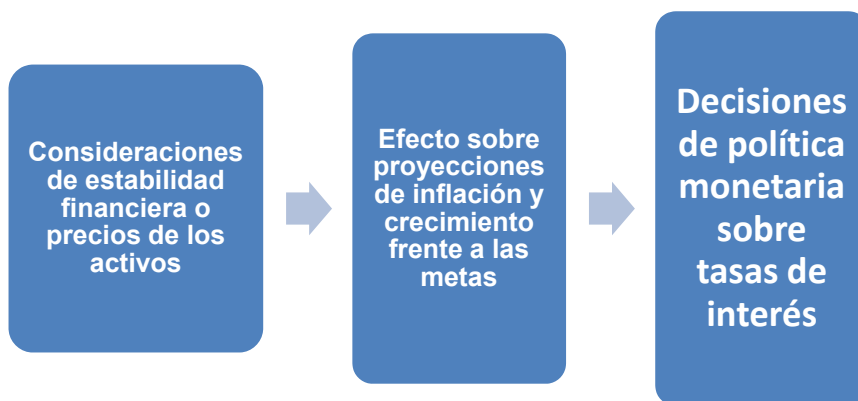 Consideraciones
de estabilidad
financiera o
precios de los
activos
Efecto sobre
proyecciones
de inflación y
crecimiento
frente a las
metas
Decisiones
de política
monetaria
sobre
tasas de
interés